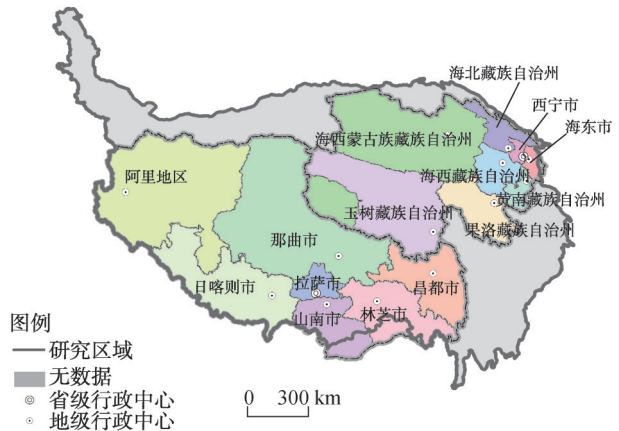 海北藏族自治州
西宁市
海东市
海西蒙古族藏族自治州
海西藏族自治州
黄南藏族自治州
阿里地区
玉树藏族自治州
果洛藏族自治州
那曲市
日喀则市
拉萨市
昌都市
山南市
林芝市
图例
研究区域
无数据
省级行政中心
地级行政中心
0 300 km